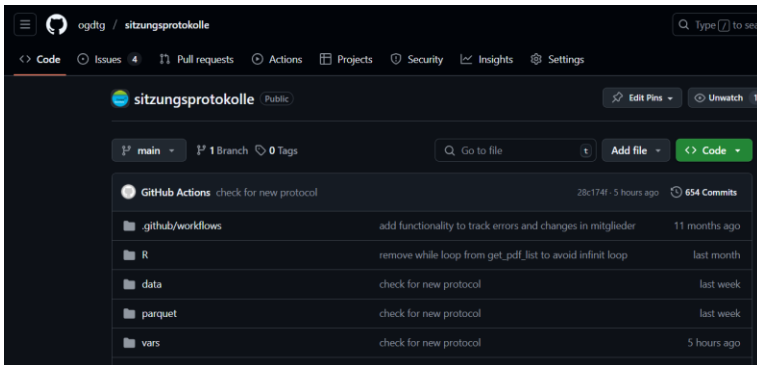 ogdtg / sitzungsprotokolle
Type / to sea
Code Issues 4 Pull requests Actions Projects Security Insights Settings
sitzungsprotokolle Public
Edit Pins Unwatch 1
main 1 Branch 0 Tags
Go to file t
Add file Code
GitHub Actions check for new protocol 28c174f · 5 hours ago 654 Commits
.github/workflows add functionality to track errors and changes in mitglieder 11 months ago
R remove while loop from get_pdf_list to avoid infinit loop last month
data check for new protocol last week
parquet check for new protocol last week
vars check for new protocol 5 hours ago